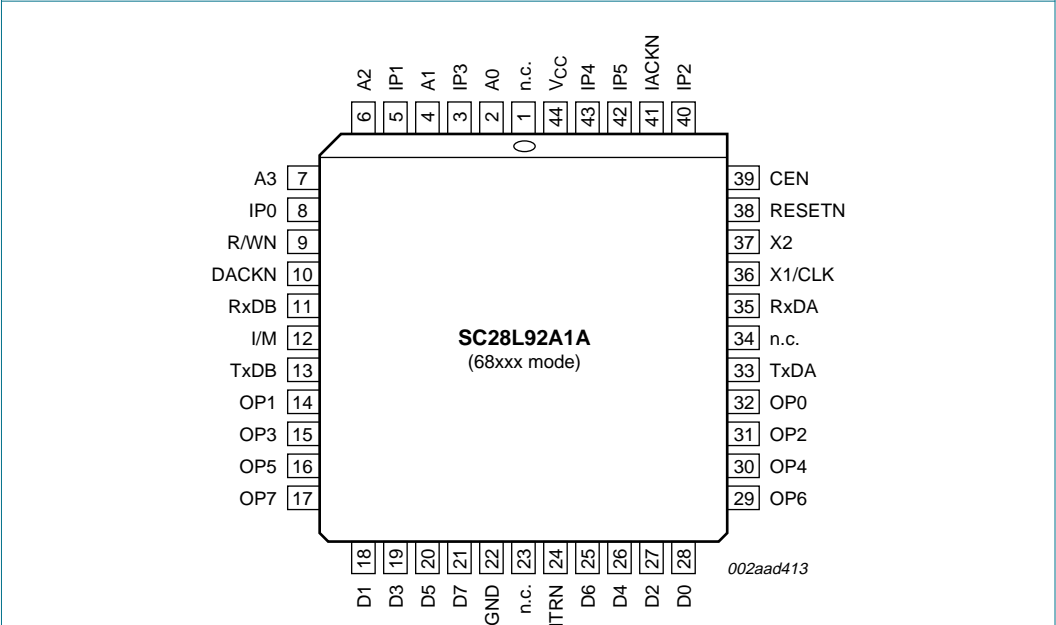 A2 IP1 A1 IP3 A0 n.c. VCC IP4 IP5 IACKN IP2
6 5 4 3 2 1 44 43 42 41 40
A3 7
IP0 8
R/WN 9
DACKN 10
RxDB 11
I/M 12
TxDB 13
OP1 14
OP3 15
OP5 16
OP7 17
SC28L92A1A
(68xxx mode)
39 CEN
38 RESETN
37 X2
36 X1/CLK
35 RxDA
34 n.c.
33 TxDA
32 OP0
31 OP2
30 OP4
29 OP6
18 19 20 21 22 23 24 25 26 27 28
D1 D3 D5 D7 GND n.c. D6 D4 D2 D0
002aad413